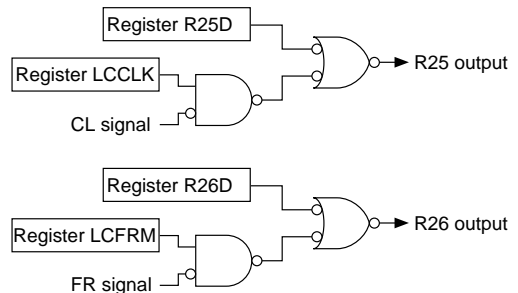 Register R25D
R25 output
Register LCCLK
CL signal
Register R26D
R26 output
Register LCFRM
FR signal